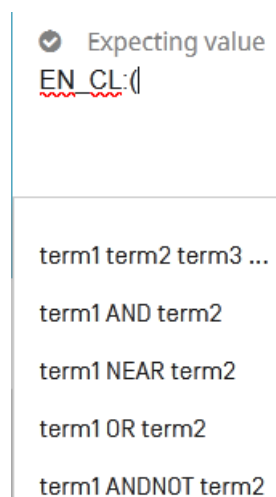 Expecting value
EN_CL:(
term1 term2 term3 ...
term1 AND term2
term1 NEAR term2
term1 OR term2
term1 ANDNOT term2